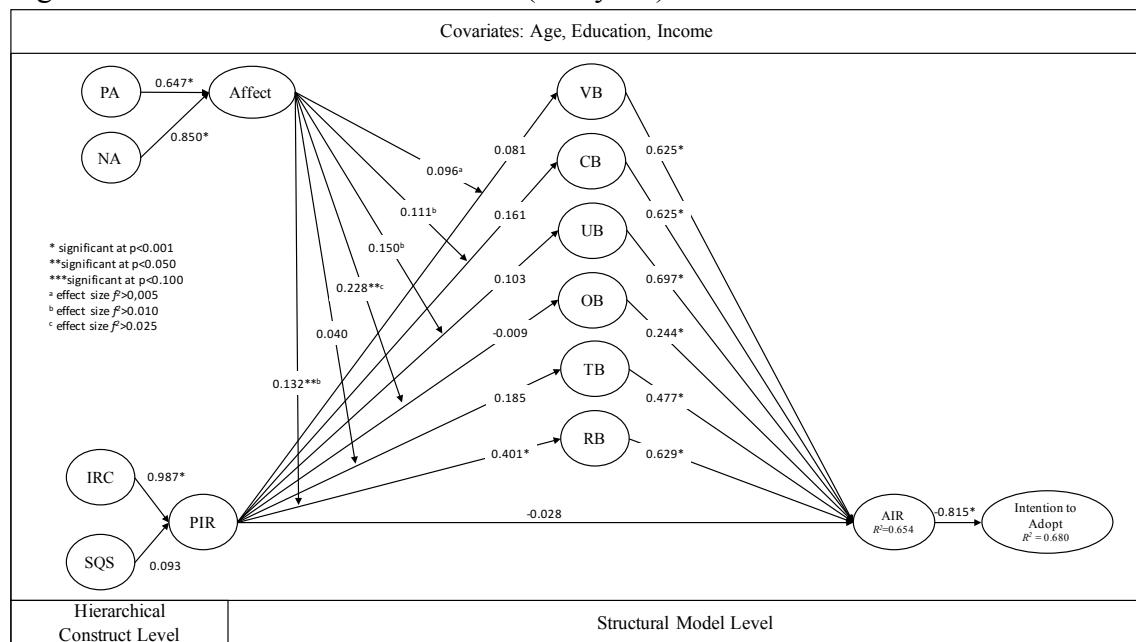 Covariates: Age, Education, Income
PA
0.647*
Affect
NA
0.850*
VB
0.081
0.625*
0.096ᵃ
CB
0.161
0.625*
0.111ᵇ
UB
0.103
0.697*
0.150ᵇ
* significant at p<0.001
**significant at p<0.050
***significant at p<0.100
ᵃ effect size f²>0,005
ᵇ effect size f²>0.010
ᶜ effect size f²>0.025
0.228**ᶜ
OB
-0.009
0.244*
0.040
TB
0.185
0.477*
0.132**ᵇ
RB
0.401*
0.629*
IRC
0.987*
PIR
SQS
0.093
-0.028
AIR
R²=0.654
-0.815*
Intention to
Adopt
R² = 0.680
Hierarchical
Construct Level
Structural Model Level